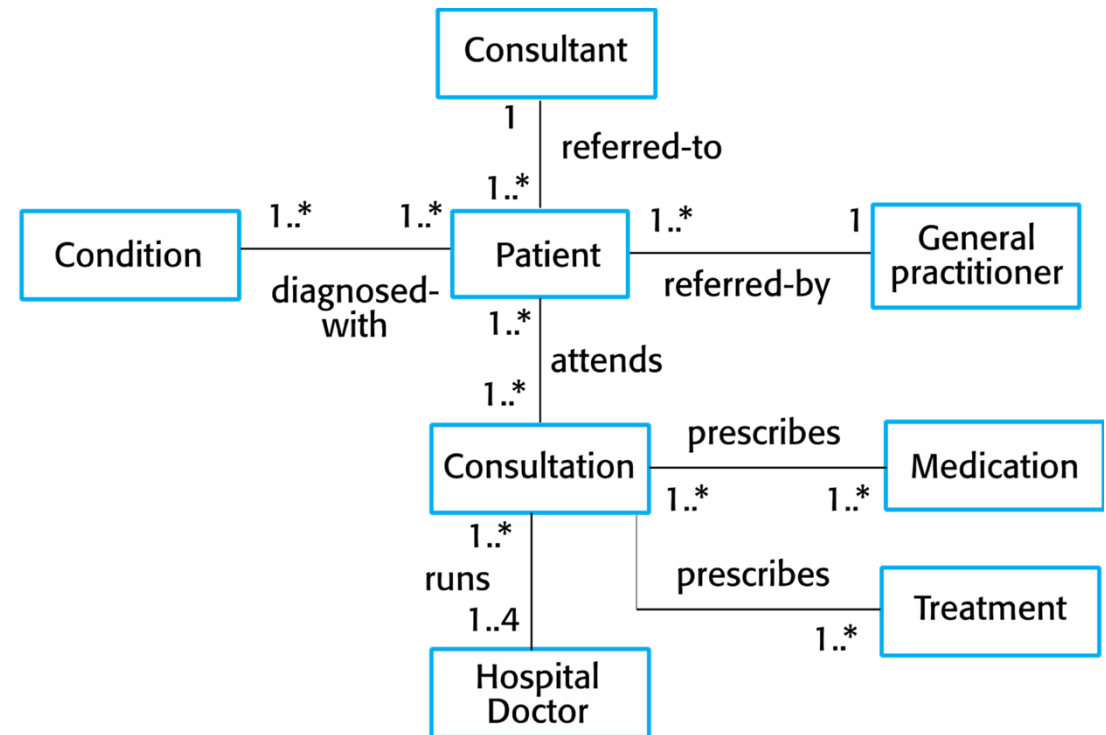 Consultant
1
referred-to
1..*
1..*
1..*
1..*
1
Condition
Patient
General
practitioner
diagnosed-
with
referred-by
1..*
attends
1..*
prescribes
Consultation
Medication
1..*
1..*
1..*
runs
prescribes
1..4
Treatment
1..*
Hospital
Doctor